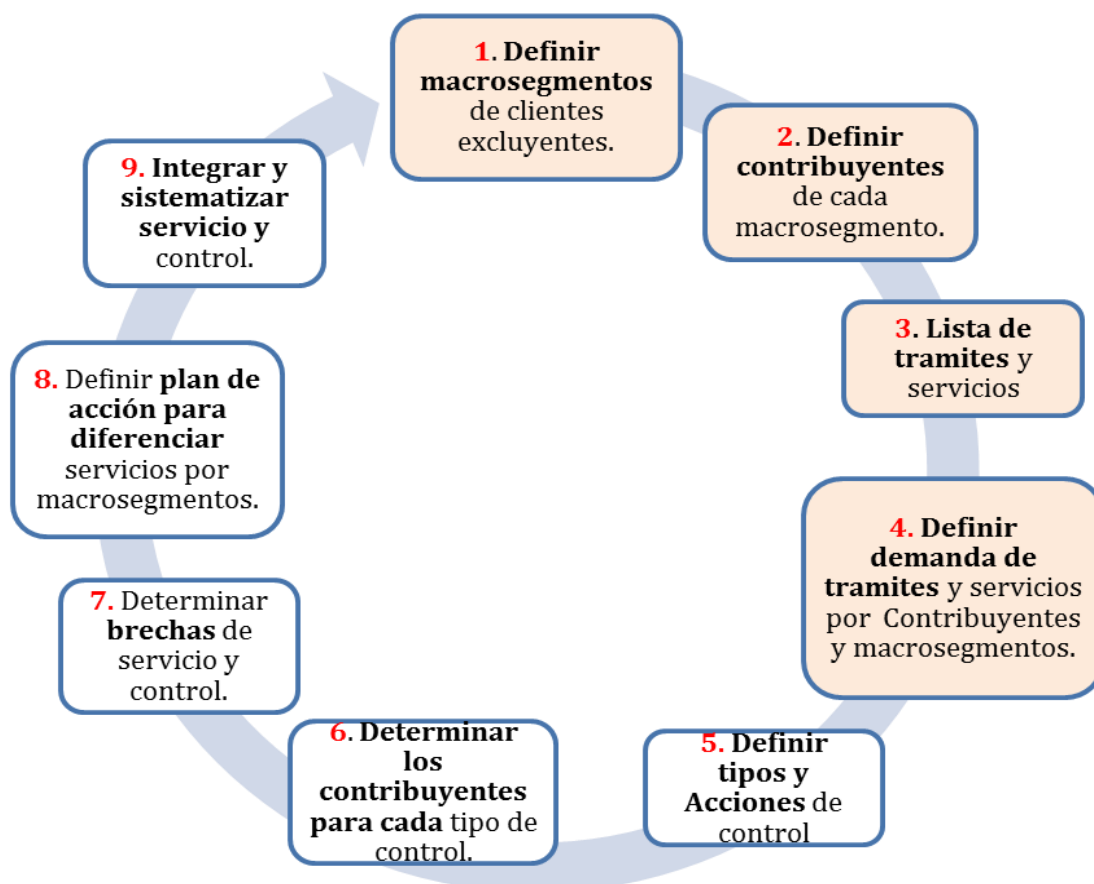 1. Definir
macrosegmentos
de clientes
excluyentes.
2. Definir
contribuyentes
de cada
macrosegmento.
3. Lista de
tramites y
servicios
4. Definir
demanda de
tramites y servicios
por Contribuyentes
y macrosegmentos.
5. Definir
tipos y
Acciones de
control
6. Determinar
los
contribuyentes
para cada tipo de
control.
7. Determinar
brechas de
servicio y
control.
8. Definir plan de
acción para
diferenciar
servicios por
macrosegmentos.
9. Integrar y
sistematizar
servicio y
control.